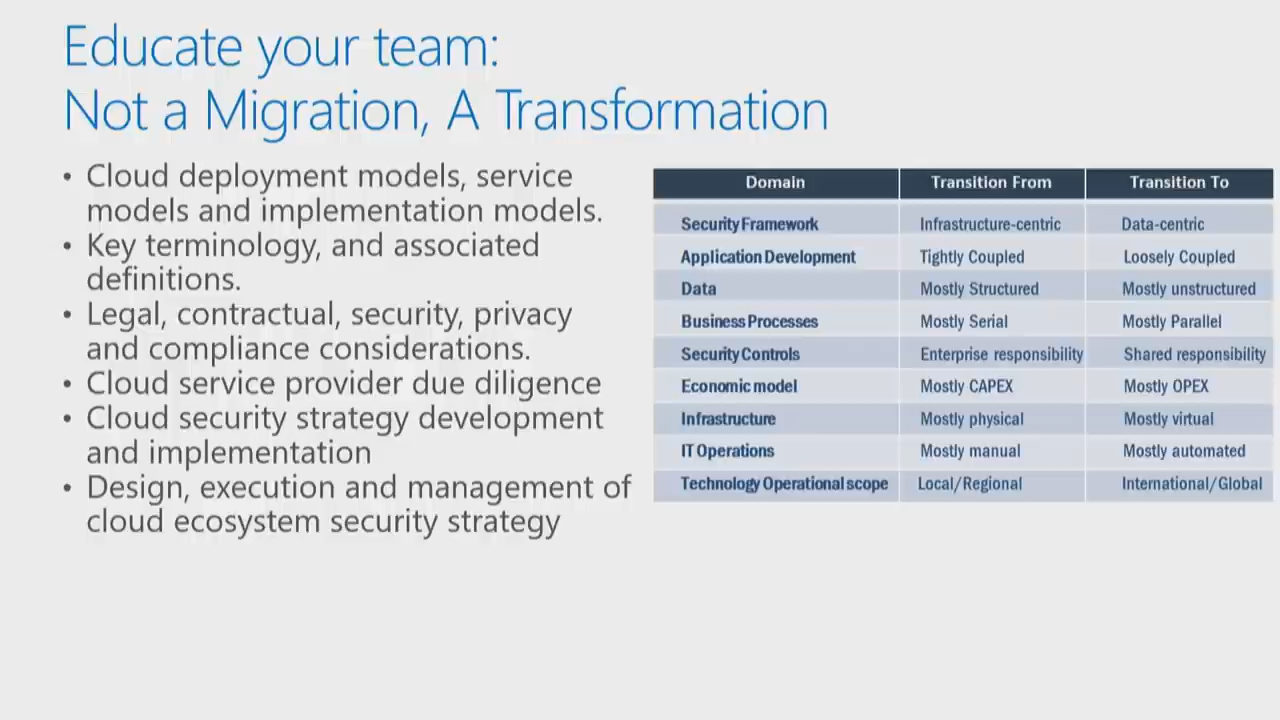 Educate your team:
Not a Migration, A Transformation
• Cloud deployment models, service
models and implementation models.
• Key terminology, and associated
definitions.
• Legal, contractual, security, privacy
and compliance considerations.
• Cloud service provider due diligence
• Cloud security strategy development
and implementation
• Design, execution and management of
cloud ecosystem security strategy
Domain Transition From Transition To
Security Framework Infrastructure-centric Data-centric
Application Development Tightly Coupled Loosely Coupled
Data Mostly Structured Mostly unstructured
Business Processes Mostly Serial Mostly Parallel
Security Controls Enterprise responsibility Shared responsibility
Economic model Mostly CAPEX Mostly OPEX
Infrastructure Mostly physical Mostly virtual
IT Operations Mostly manual Mostly automated
Technology Operational scope Local/Regional International/Global